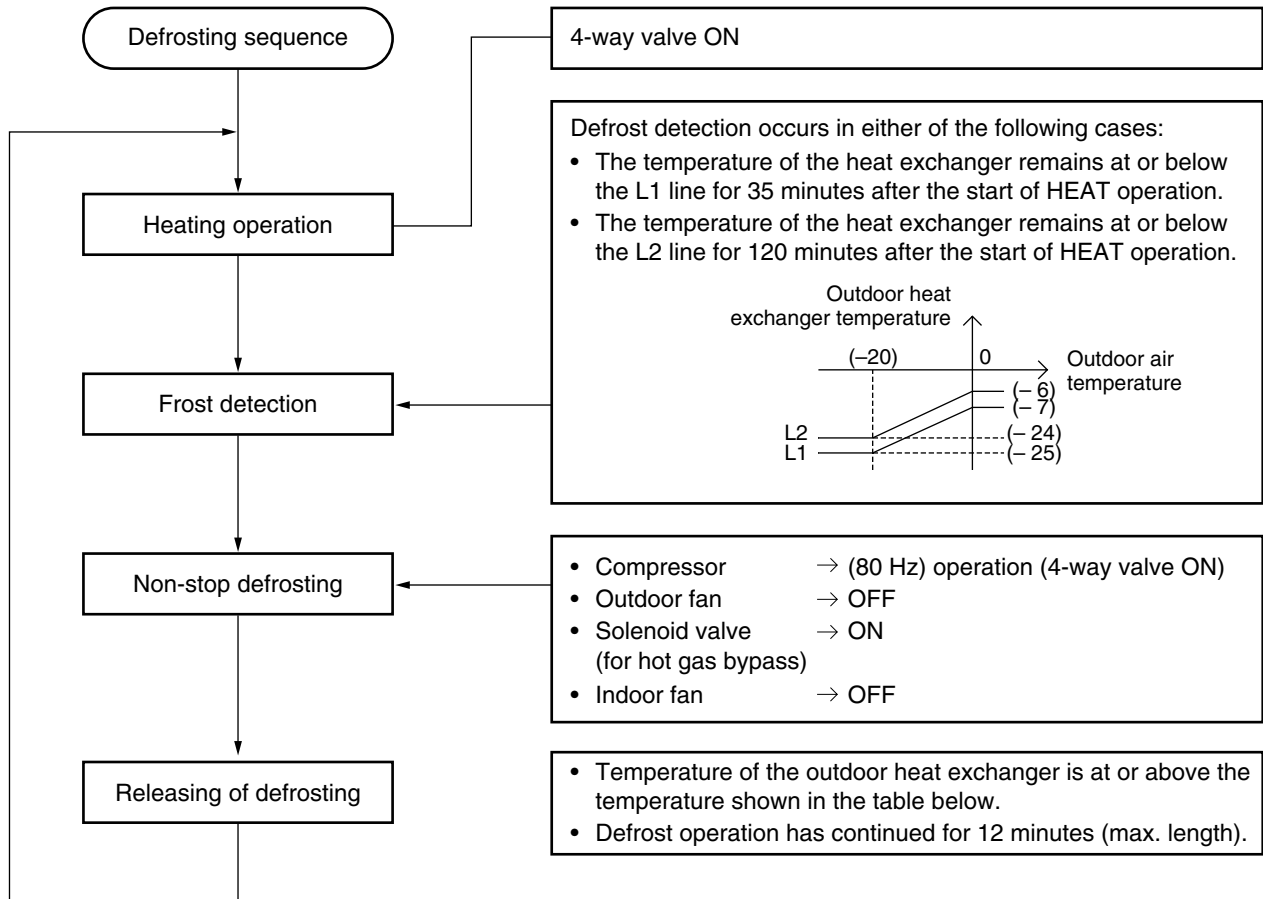 Defrosting sequence
4-way valve ON
Defrost detection occurs in either of the following cases:
• The temperature of the heat exchanger remains at or below
the L1 line for 35 minutes after the start of HEAT operation.
• The temperature of the heat exchanger remains at or below
the L2 line for 120 minutes after the start of HEAT operation.
Heating operation
Outdoor heat
exchanger temperature
(–20)
0
Outdoor air
temperature
(– 6)
(– 7)
L2
(– 24)
L1
(– 25)
Frost detection
Non-stop defrosting
• Compressor → (80 Hz) operation (4-way valve ON)
• Outdoor fan → OFF
• Solenoid valve → ON
(for hot gas bypass)
• Indoor fan → OFF
Releasing of defrosting
• Temperature of the outdoor heat exchanger is at or above the
temperature shown in the table below.
• Defrost operation has continued for 12 minutes (max. length).